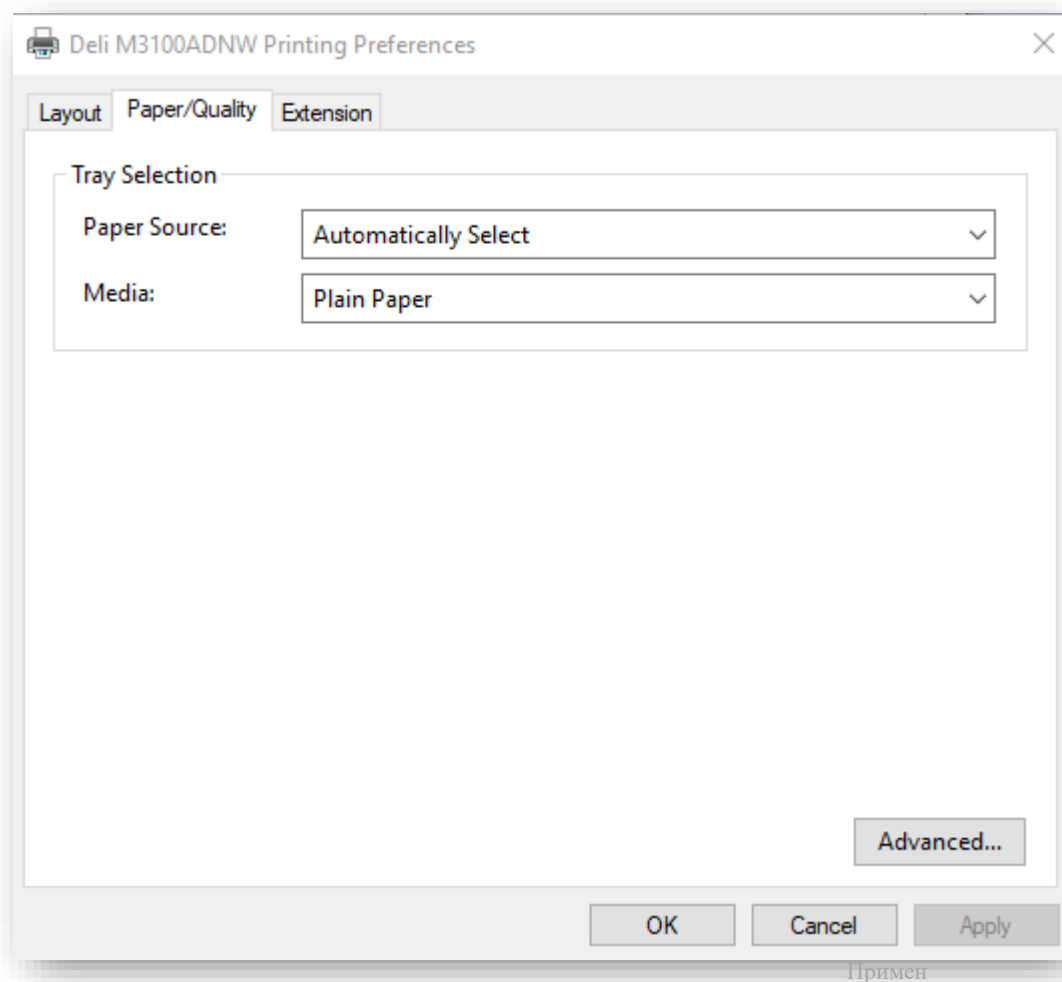 Deli M3100ADNW Printing Preferences
Layout Paper/Quality Extension
Tray Selection
Paper Source: Automatically Select
Media: Plain Paper
Advanced...
OK Cancel Apply
Примен